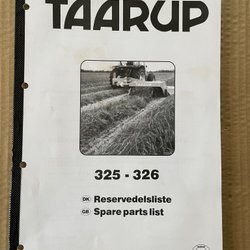 TAARUP
325 - 326
DK Reservedelsliste
GB Spare parts list